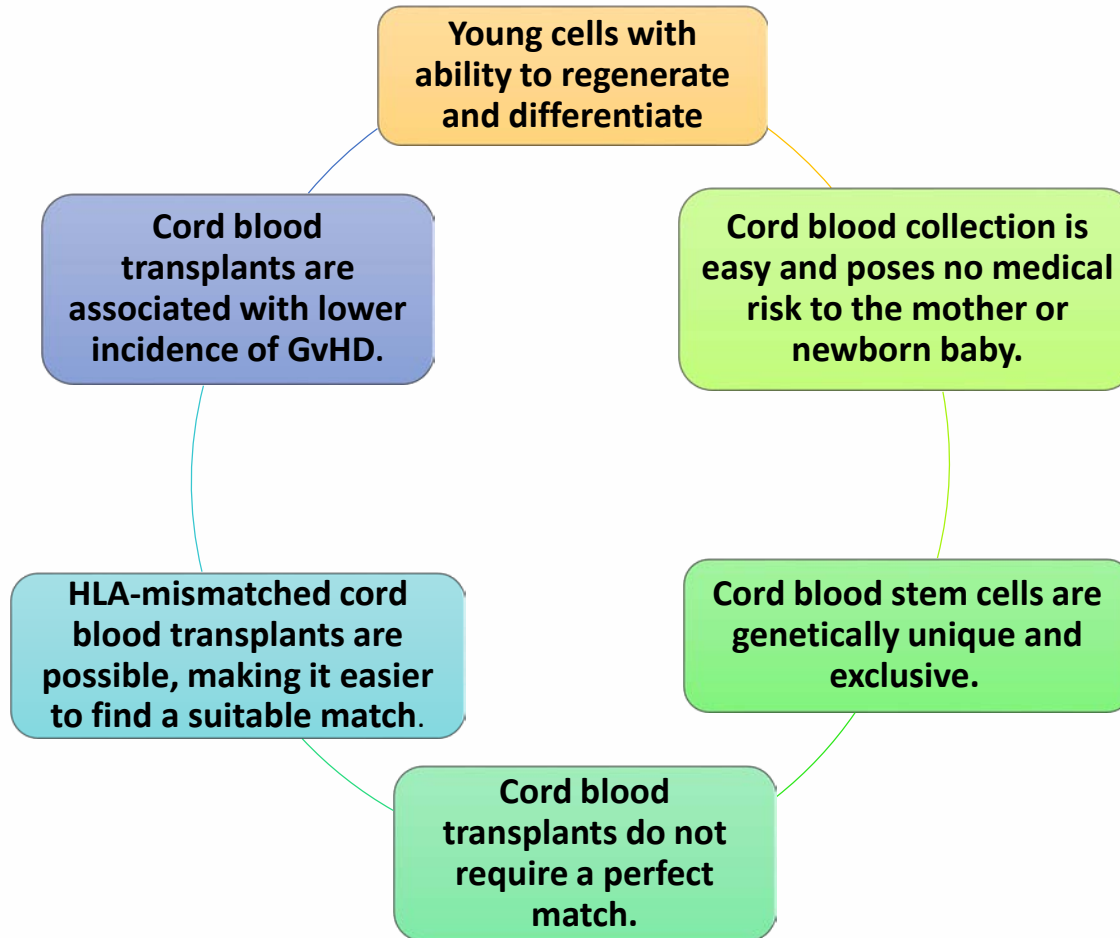 Young cells with
ability to regenerate
and differentiate
Cord blood collection is
easy and poses no medical
risk to the mother or
newborn baby.
Cord blood stem cells are
genetically unique and
exclusive.
Cord blood
transplants do not
require a perfect
match.
HLA-mismatched cord
blood transplants are
possible, making it easier
to find a suitable match.
Cord blood
transplants are
associated with lower
incidence of GvHD.